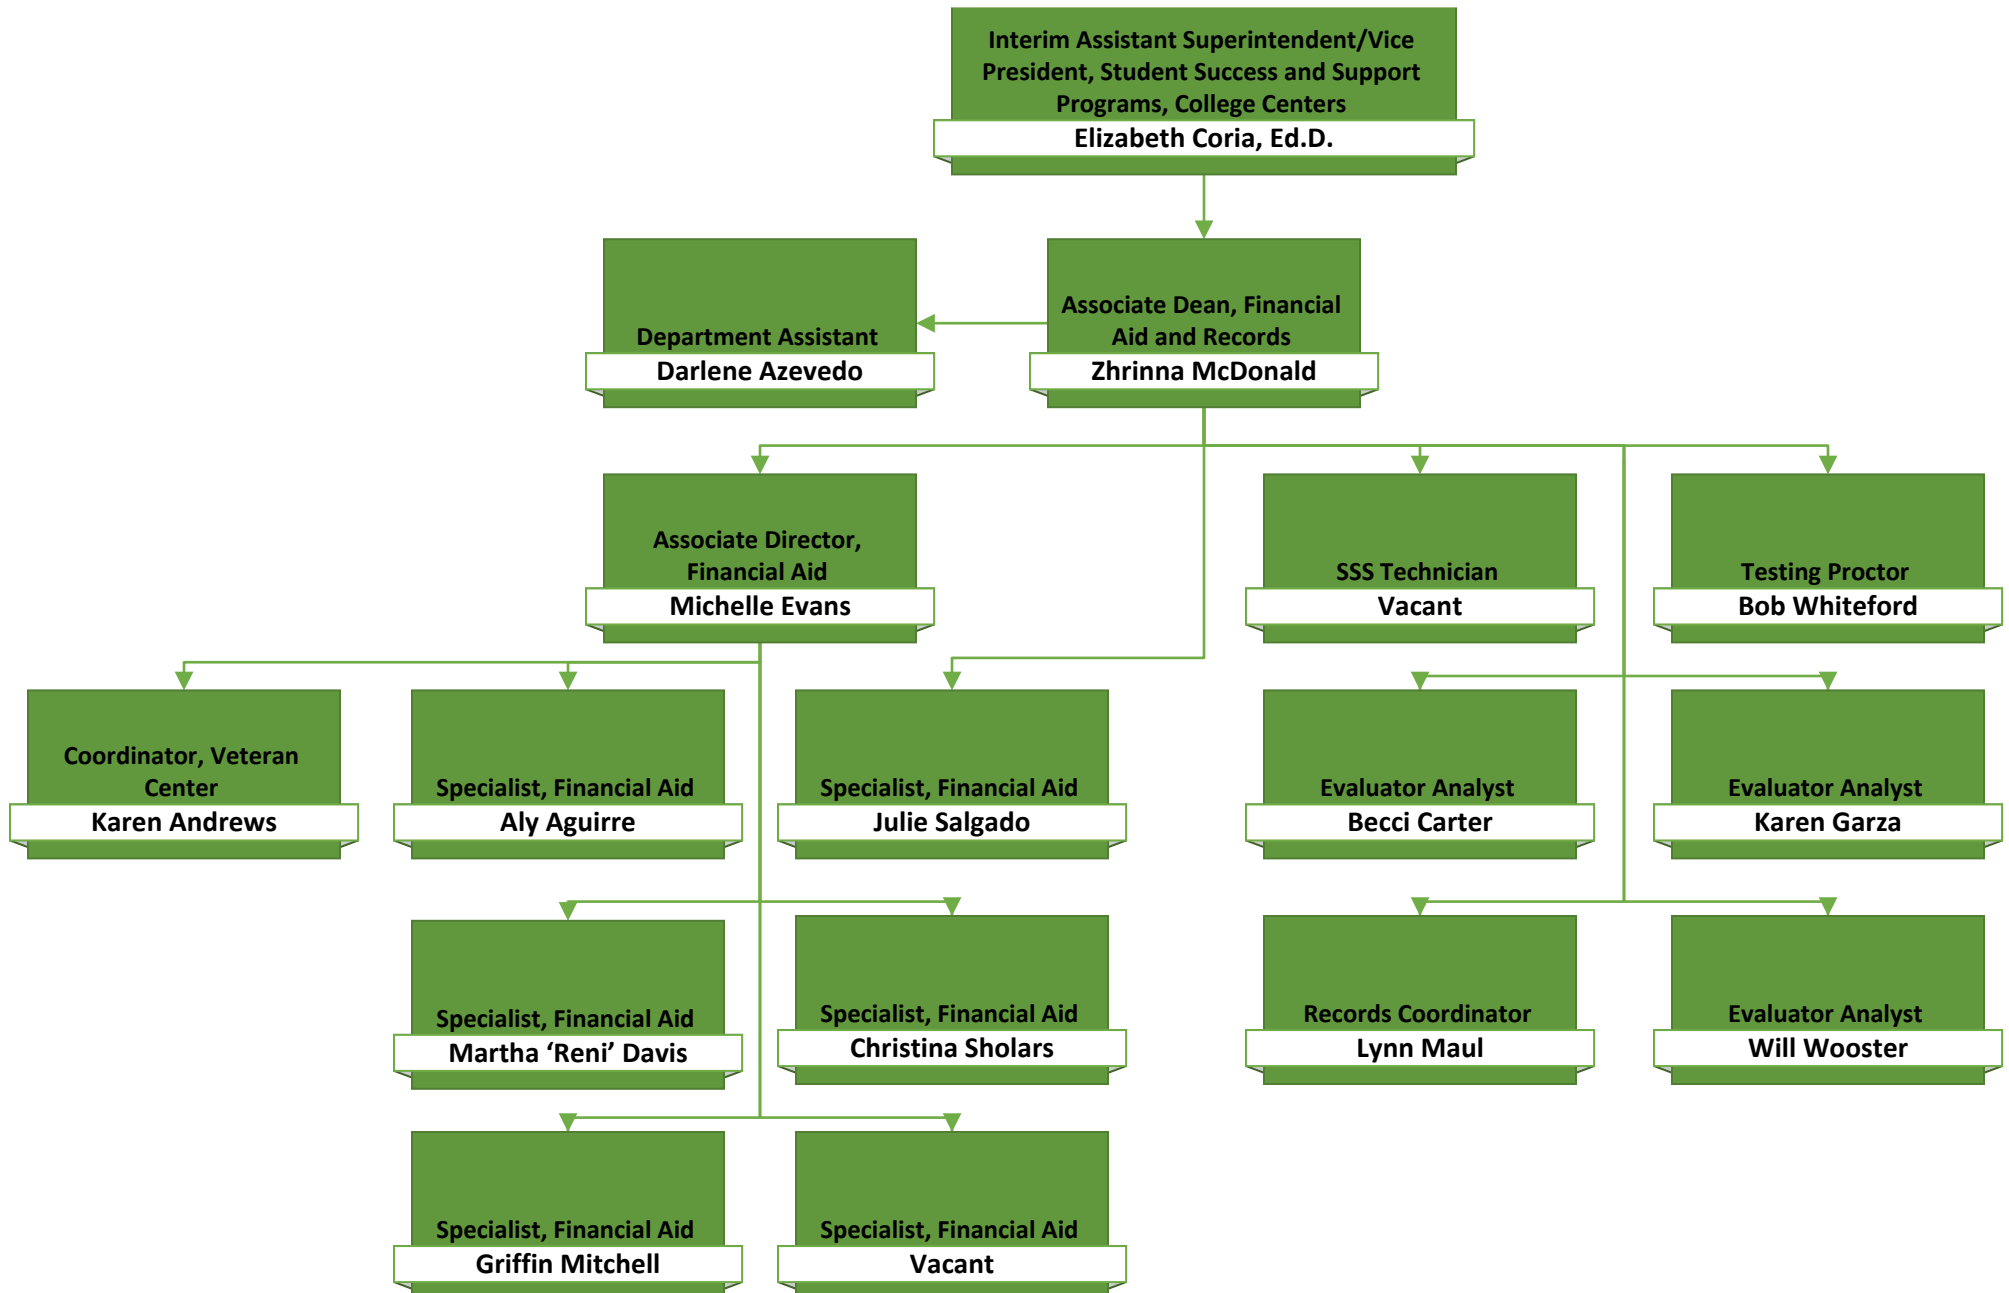 Interim Assistant Superintendent/Vice
President, Student Success and Support
Programs, College Centers
Elizabeth Coria, Ed.D.
Department Assistant
Darlene Azevedo
Associate Dean, Financial
Aid and Records
Zhrinna McDonald
Associate Director,
Financial Aid
Michelle Evans
SSS Technician
Vacant
Testing Proctor
Bob Whiteford
Coordinator, Veteran
Center
Karen Andrews
Specialist, Financial Aid
Aly Aguirre
Specialist, Financial Aid
Julie Salgado
Evaluator Analyst
Becci Carter
Evaluator Analyst
Karen Garza
Specialist, Financial Aid
Martha ‘Reni’ Davis
Specialist, Financial Aid
Christina Sholars
Records Coordinator
Lynn Maul
Evaluator Analyst
Will Wooster
Specialist, Financial Aid
Griffin Mitchell
Specialist, Financial Aid
Vacant